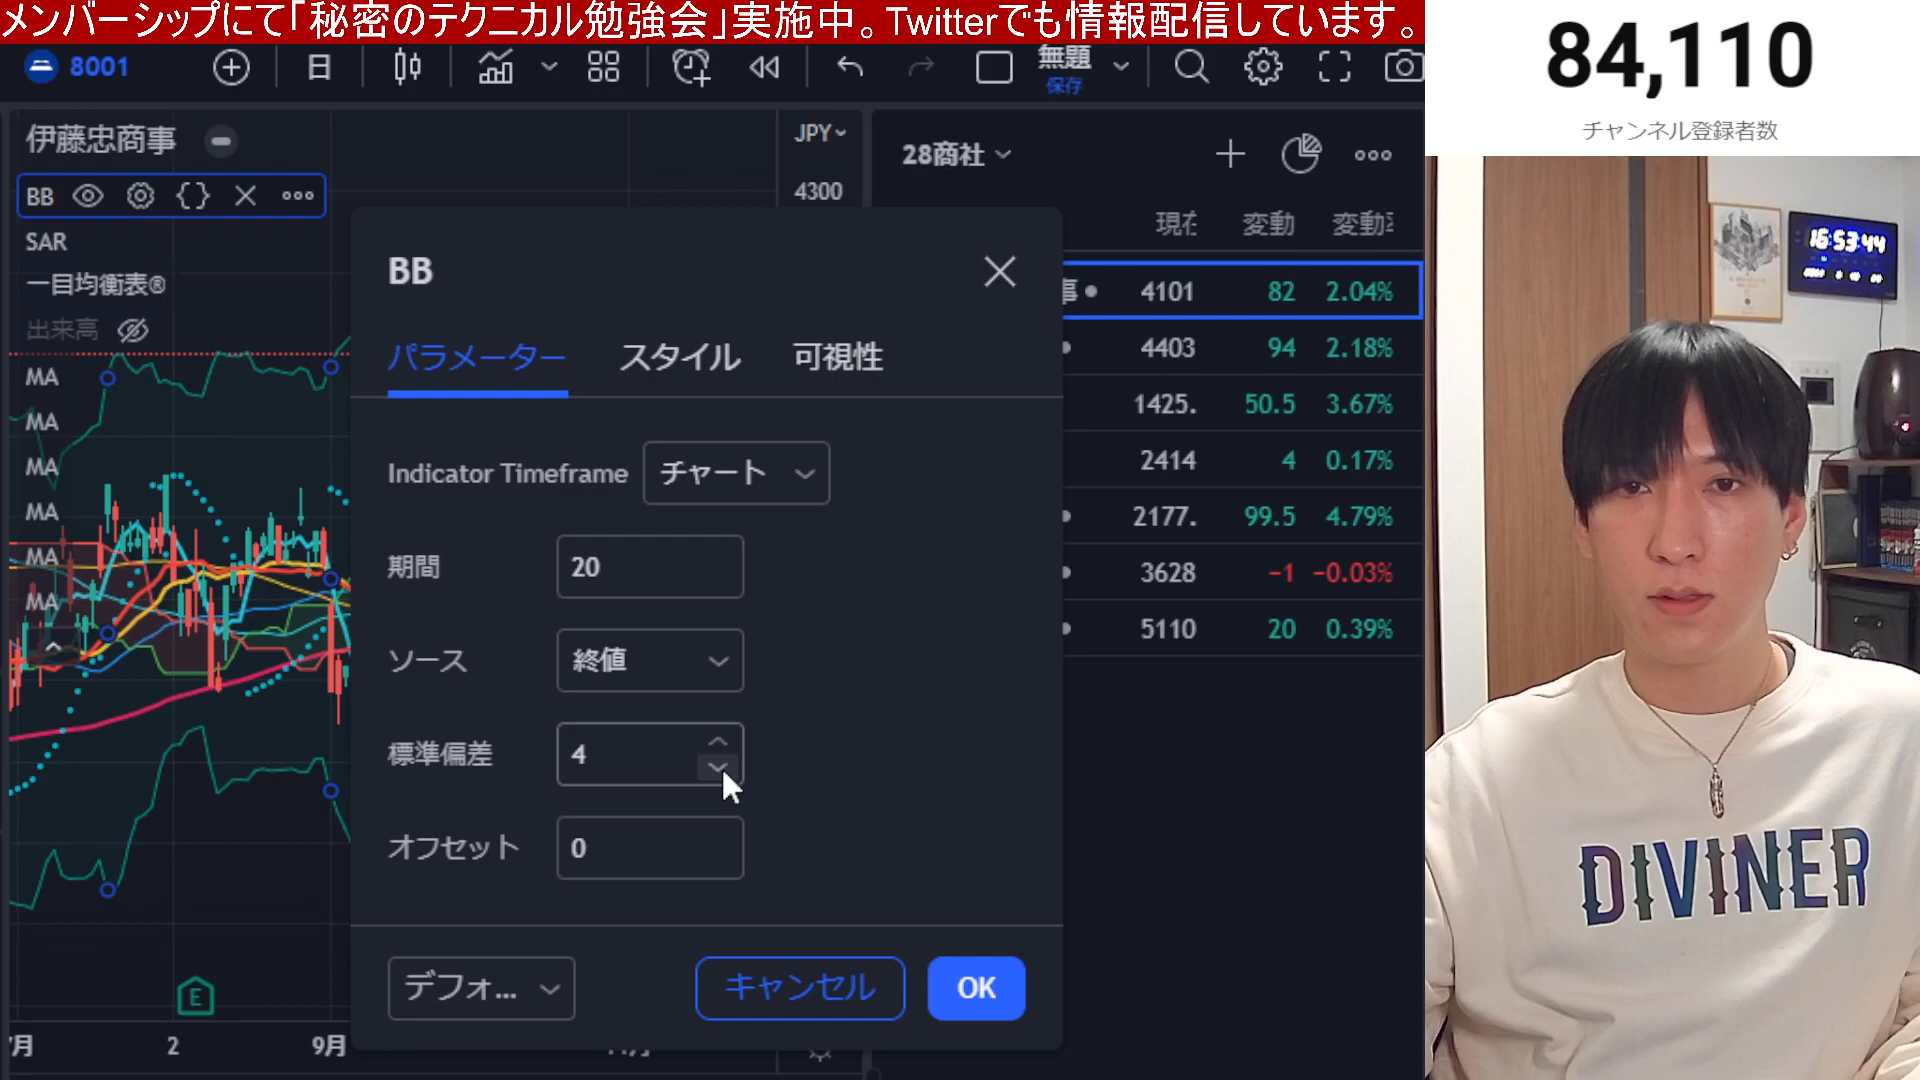 メンバーシップにて「秘密のテクニカル勉強会」実施中。Twitterでも情報配信しています。
84,110
チャンネル登録者数
8001
日
無題
保存
伊藤忠商事
JPY
4300
BB
SAR
一目均衡表®
出来高
MA
MA
MA
MA
MA
MA
28商社
現在
変動
変動率
事
4101 82 2.04%
4403 94 2.18%
1425. 50.5 3.67%
2414 4 0.17%
2177. 99.5 4.79%
3628 −1 −0.03%
5110 20 0.39%
BB
パラメーター
スタイル
可視性
Indicator Timeframe チャート
期間 20
ソース 終値
標準偏差 4
オフセット 0
デフォ...
キャンセル
OK
E
月
2
9月
16:53:44
DIVINER